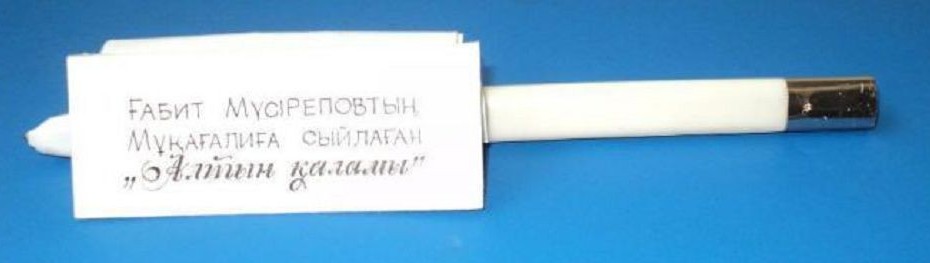 Ғабит Мүсіреповтың
Мұқағалиға сыйлаған
„Алтын қаламы”